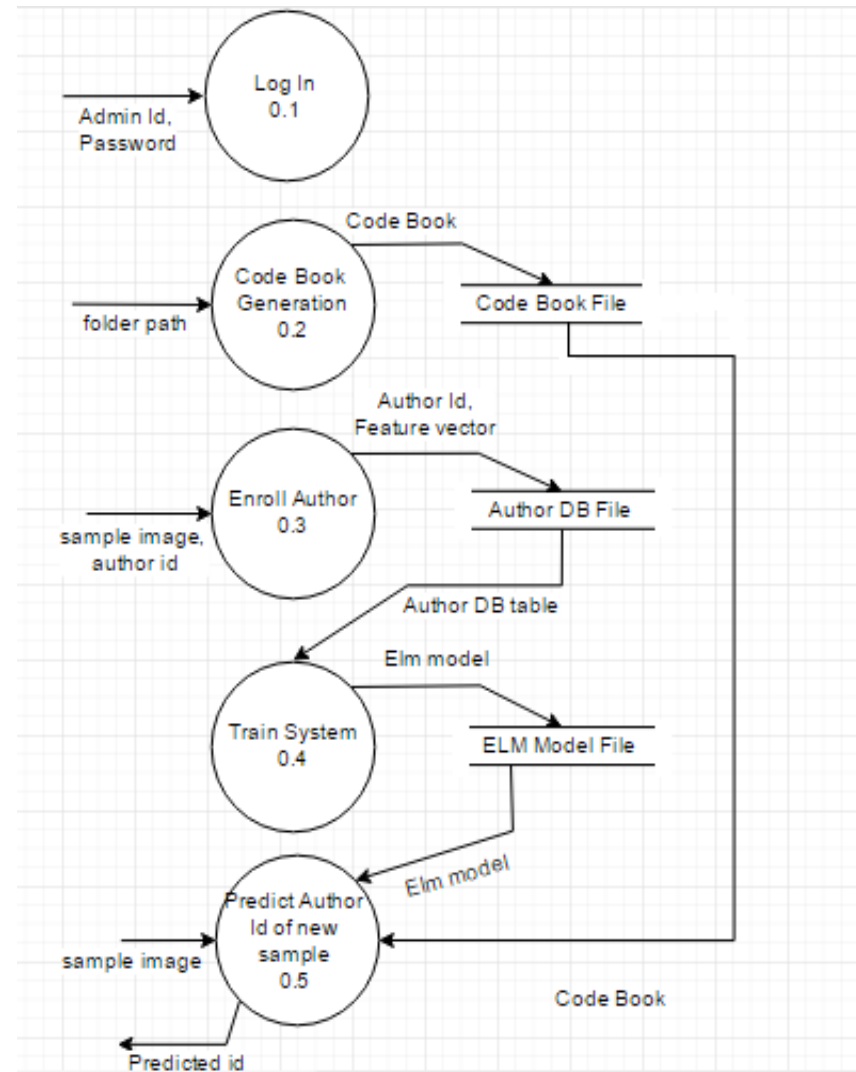 Log In
0.1
Admin Id,
Password
Code Book
Code Book
Generation
0.2
folder path
Code Book File
Author Id,
Feature vector
Enroll Author
0.3
sample image,
author id
Author DB File
Author DB table
Elm model
Train System
0.4
ELM Model File
Elm model
Predict Author
Id of new
sample
0.5
sample image
Code Book
Predicted id